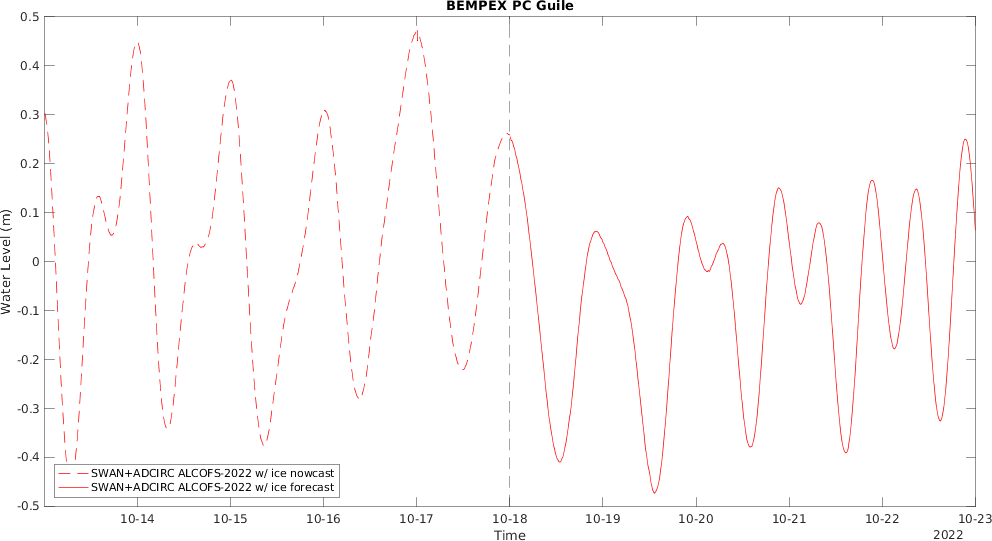 BEMPEX PC Guile
0.5
0.4
0.3
0.2
0.1
0
-0.1
-0.2
-0.3
-0.4
-0.5
Water Level (m)
SWAN+ADCIRC ALCOFS-2022 w/ ice nowcast
SWAN+ADCIRC ALCOFS-2022 w/ ice forecast
10-14 10-15 10-16 10-17 10-18 10-19 10-20 10-21 10-22 10-23
Time
2022